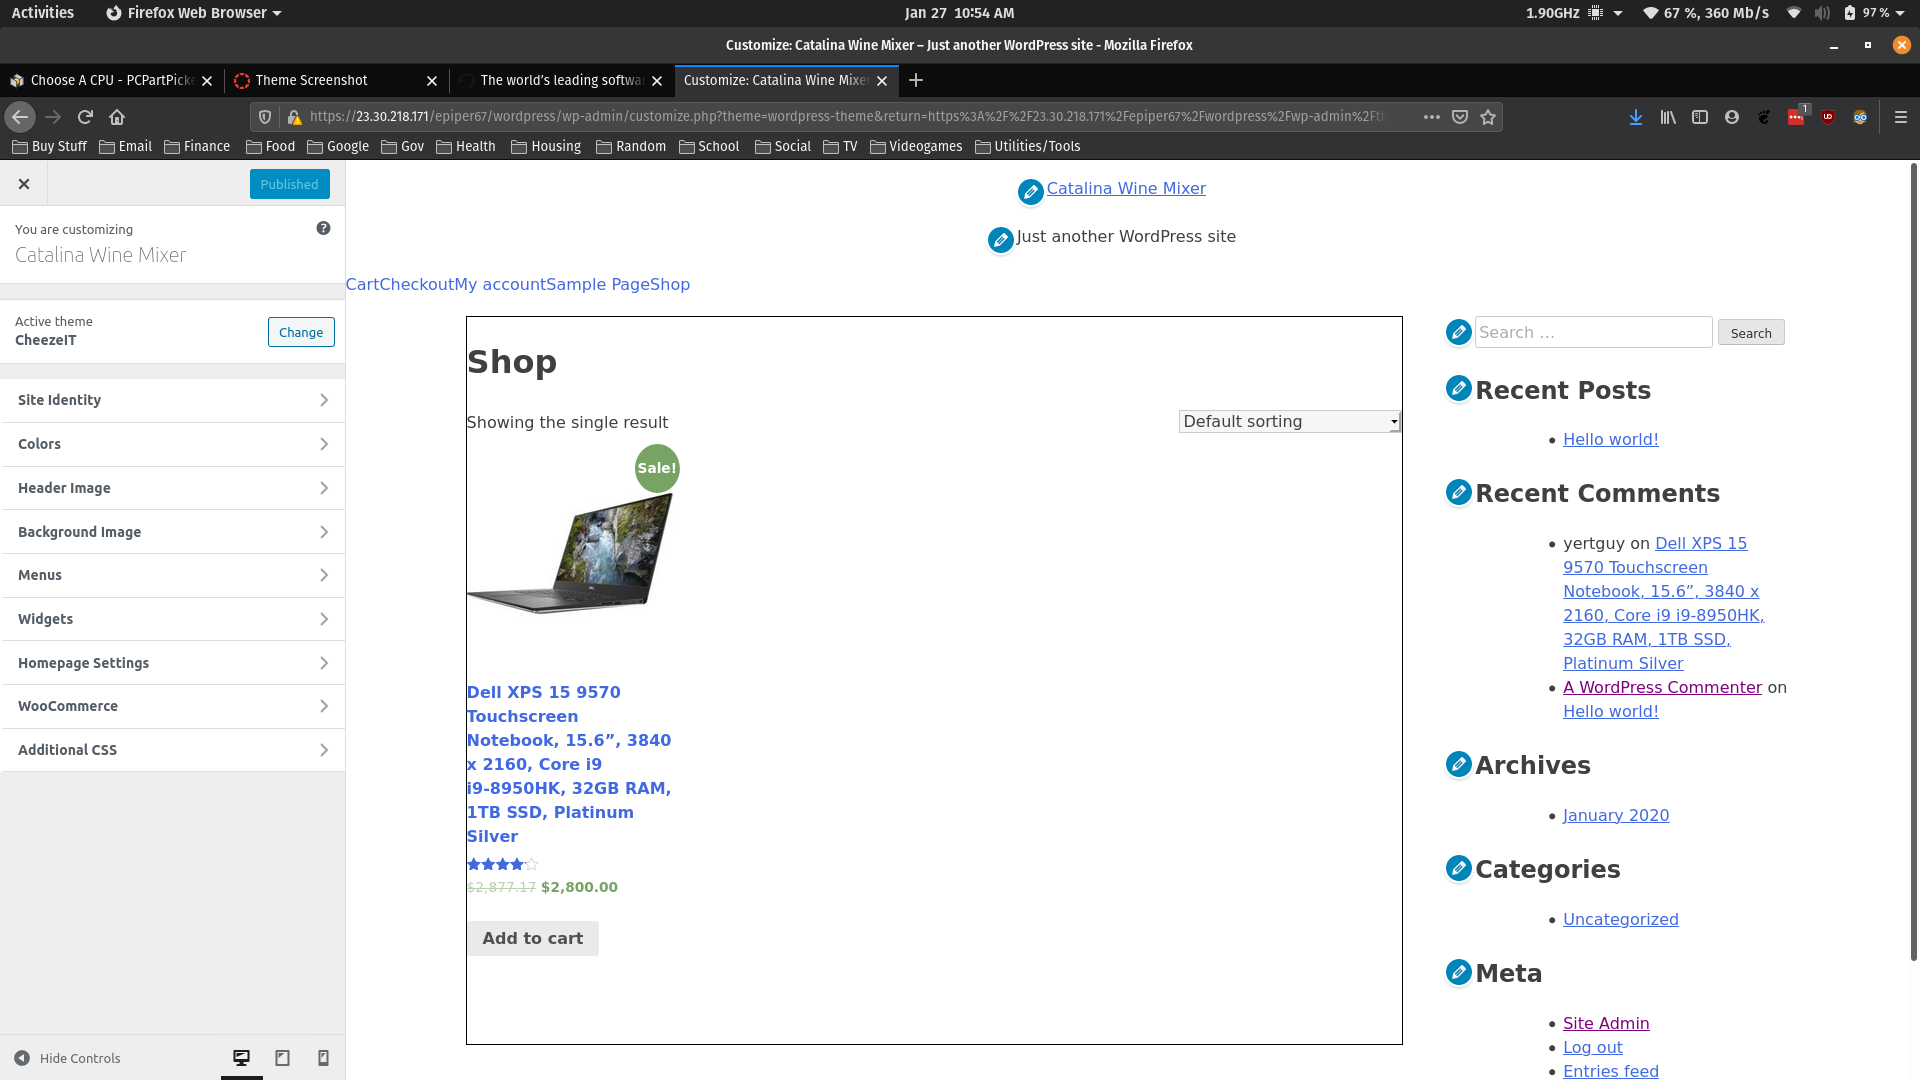 Activities
Firefox Web Browser
Jan 27 10:54 AM
1.90GHz
67 %, 360 Mb/s
97 %
Customize: Catalina Wine Mixer – Just another WordPress site - Mozilla Firefox
Choose A CPU - PCPartPicke
Theme Screenshot
The world's leading softwa
Customize: Catalina Wine Mixer
https://23.30.218.171/epiper67/wordpress/wp-admin/customize.php?theme=wordpress-theme&return=https%3A%2F%2F23.30.218.171%2Fepiper67%2Fwordpress%2Fwp-admin%2Fth
1
Buy Stuff
Email
Finance
Food
Google
Gov
Health
Housing
Random
School
Social
TV
Videogames
Utilities/Tools
Published
You are customizing
Catalina Wine Mixer
Active theme
CheezeIT
Change
Site Identity
Colors
Header Image
Background Image
Menus
Widgets
Homepage Settings
WooCommerce
Additional CSS
Hide Controls
Catalina Wine Mixer
Just another WordPress site
CartCheckoutMy accountSample PageShop
Shop
Showing the single result
Default sorting
Sale!
Dell XPS 15 9570
Touchscreen
Notebook, 15.6”, 3840
x 2160, Core i9
i9-8950HK, 32GB RAM,
1TB SSD, Platinum
Silver
$2,877.17 $2,800.00
Add to cart
Search …
Search
Recent Posts
Hello world!
Recent Comments
yertguy on Dell XPS 15
9570 Touchscreen
Notebook, 15.6”, 3840 x
2160, Core i9 i9-8950HK,
32GB RAM, 1TB SSD,
Platinum Silver
A WordPress Commenter on
Hello world!
Archives
January 2020
Categories
Uncategorized
Meta
Site Admin
Log out
Entries feed